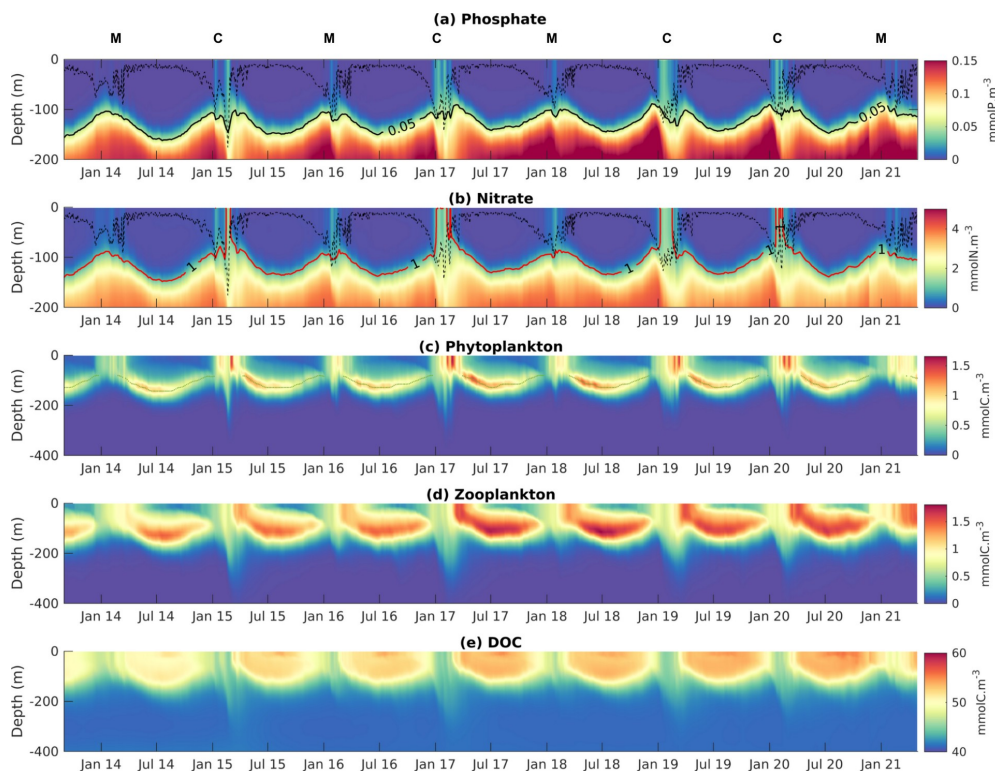 (a) Phosphate
M C M C M C C M
Depth (m)
0
-100
-200
0.05
0.05
Jan 14 Jul 14 Jan 15 Jul 15 Jan 16 Jul 16 Jan 17 Jul 17 Jan 18 Jul 18 Jan 19 Jul 19 Jan 20 Jul 20 Jan 21
0.15
0.1
0.05
0
mmolP.m⁻³
(b) Nitrate
Depth (m)
0
-100
-200
1 1 1 1 1 1
Jan 14 Jul 14 Jan 15 Jul 15 Jan 16 Jul 16 Jan 17 Jul 17 Jan 18 Jul 18 Jan 19 Jul 19 Jan 20 Jul 20 Jan 21
4
2
0
mmolN.m⁻³
(c) Phytoplankton
Depth (m)
0
-200
-400
Jan 14 Jul 14 Jan 15 Jul 15 Jan 16 Jul 16 Jan 17 Jul 17 Jan 18 Jul 18 Jan 19 Jul 19 Jan 20 Jul 20 Jan 21
1.5
1
0.5
0
mmolC.m⁻³
(d) Zooplankton
Depth (m)
0
-200
-400
Jan 14 Jul 14 Jan 15 Jul 15 Jan 16 Jul 16 Jan 17 Jul 17 Jan 18 Jul 18 Jan 19 Jul 19 Jan 20 Jul 20 Jan 21
1.5
1
0.5
0
mmolC.m⁻³
(e) DOC
Depth (m)
0
-200
-400
Jan 14 Jul 14 Jan 15 Jul 15 Jan 16 Jul 16 Jan 17 Jul 17 Jan 18 Jul 18 Jan 19 Jul 19 Jan 20 Jul 20 Jan 21
60
50
40
mmolC.m⁻³